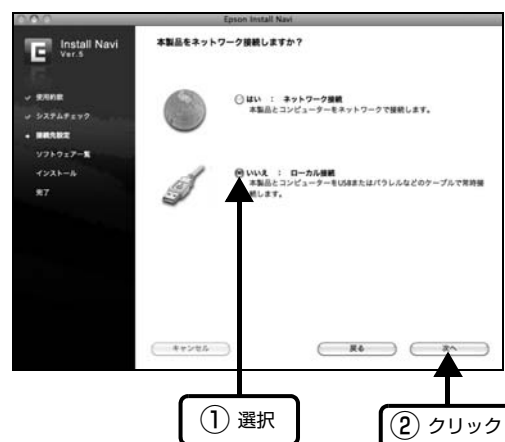 Epson Install Navi
E Install Navi
Ver.5
本製品をネットワーク接続しますか？
はい ： ネットワーク接続
本製品とコンピューターをネットワークで接続します。
いいえ ： ローカル接続
本製品とコンピューターをUSBまたはパラレルなどのケーブルで常時接
続します。
使用約款
システムチェック
接続先設定
ソフトウェア一覧
インストール
完了
キャンセル
戻る
次へ
① 選択
② クリック